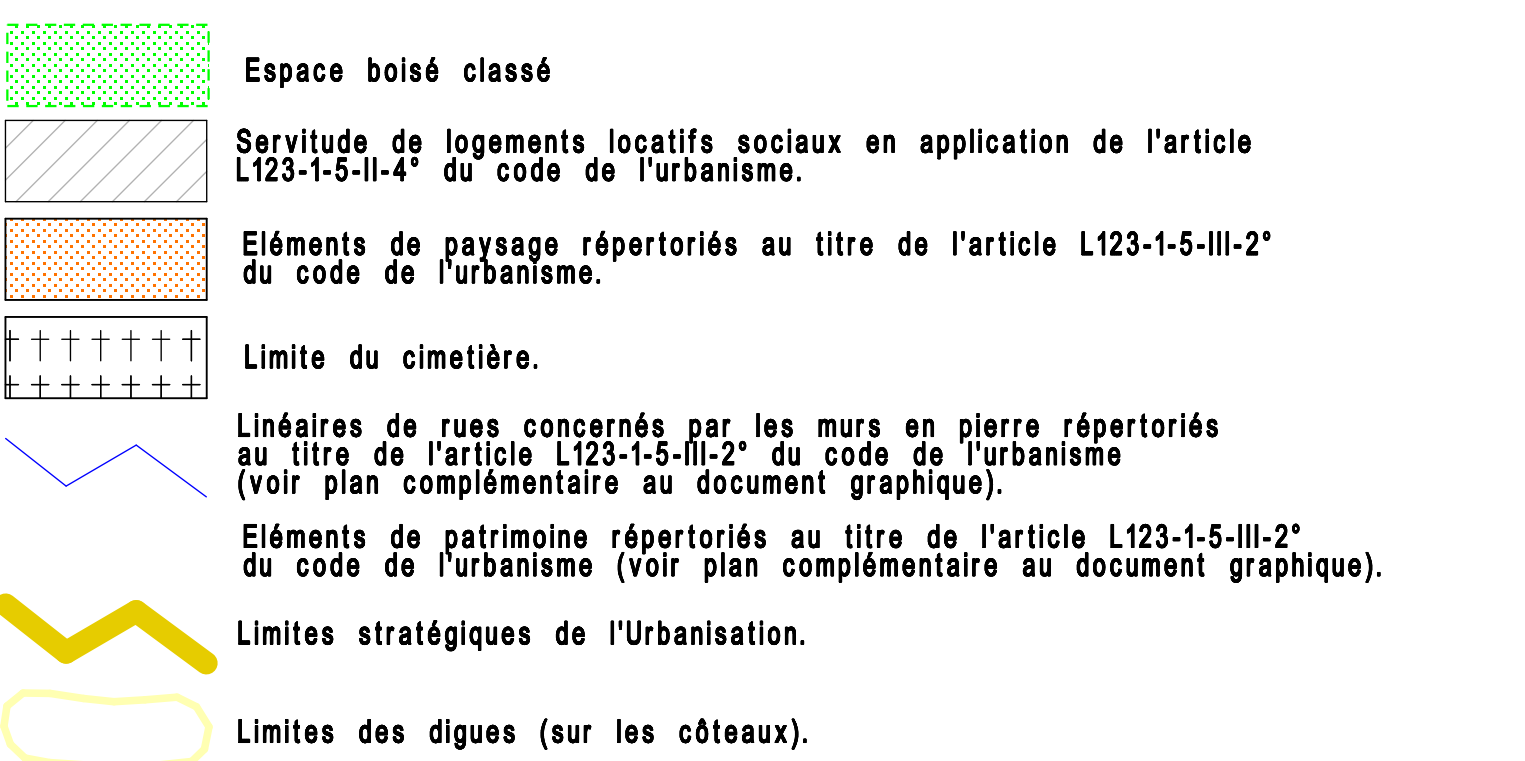 Espace boisé classé
Servitude de logements locatifs sociaux en application de l'article
L123-1-5-II-4° du code de l'urbanisme.
Eléments de paysage répertoriés au titre de l'article L123-1-5-III-2°
du code de l'urbanisme.
Limite du cimetière.
Linéaires de rues concernés par les murs en pierre répertoriés
au titre de l'article L123-1-5-III-2° du code de l'urbanisme
(voir plan complémentaire au document graphique).
Eléments de patrimoine répertoriés au titre de l'article L123-1-5-III-2°
du code de l'urbanisme (voir plan complémentaire au document graphique).
Limites stratégiques de l'Urbanisation.
Limites des digues (sur les côteaux).